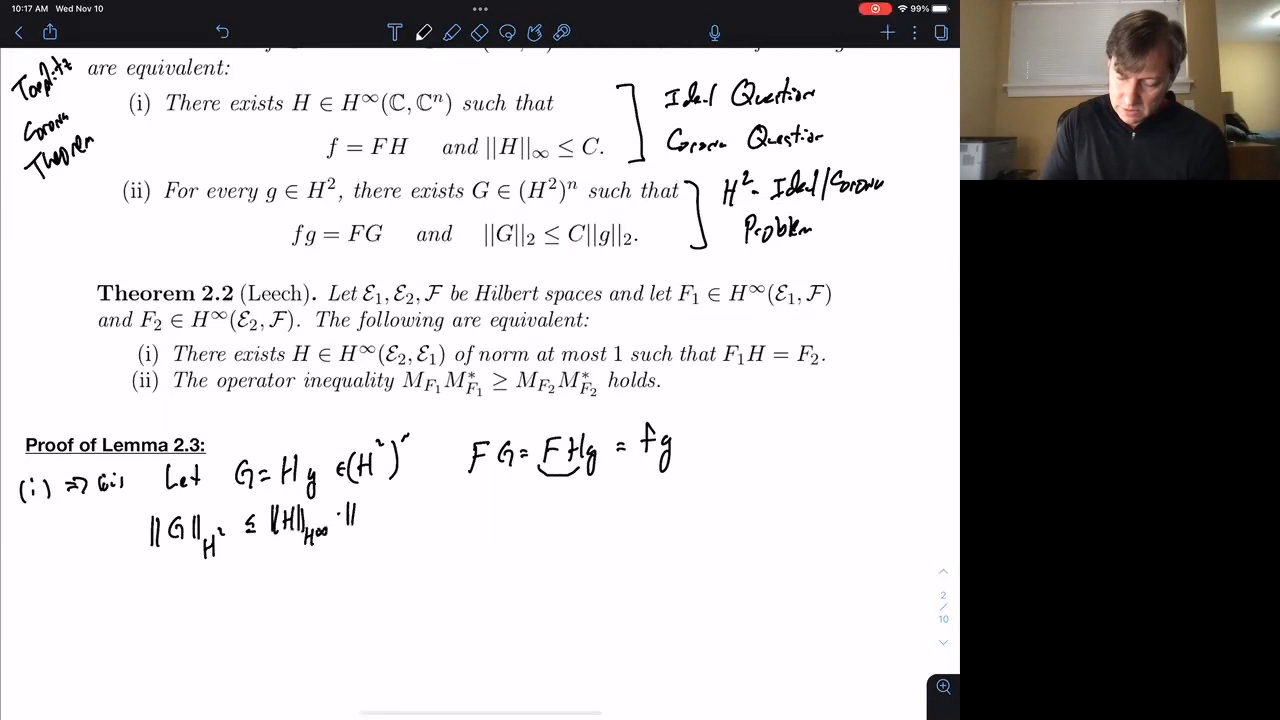 10:17 AM Wed Nov 10
99%
are equivalent:
Toeplitz
Corona
Theorem
(i) There exists H ∈ H^∞(ℂ, ℂ^n) such that
f = FH and ||H||_∞ ≤ C.
Ideal Question
Corona Question
(ii) For every g ∈ H^2, there exists G ∈ (H^2)^n such that
fg = FG and ||G||_2 ≤ C||g||_2.
H^2 - Ideal/Corona
Problem
Theorem 2.2 (Leech). Let ℰ_1, ℰ_2, ℱ be Hilbert spaces and let F_1 ∈ H^∞(ℰ_1, ℱ)
and F_2 ∈ H^∞(ℰ_2, ℱ). The following are equivalent:
(i) There exists H ∈ H^∞(ℰ_2, ℰ_1) of norm at most 1 such that F_1H = F_2.
(ii) The operator inequality M_{F_1}M^*_{F_1} ≥ M_{F_2}M^*_{F_2} holds.
Proof of Lemma 2.3:
(i) ⇒ (ii) Let G = Hg ∈ (H^2)^n FG = FHg = fg
||G||_{H^2} ≤ ||H||_{H^∞} · ||
2
/
10